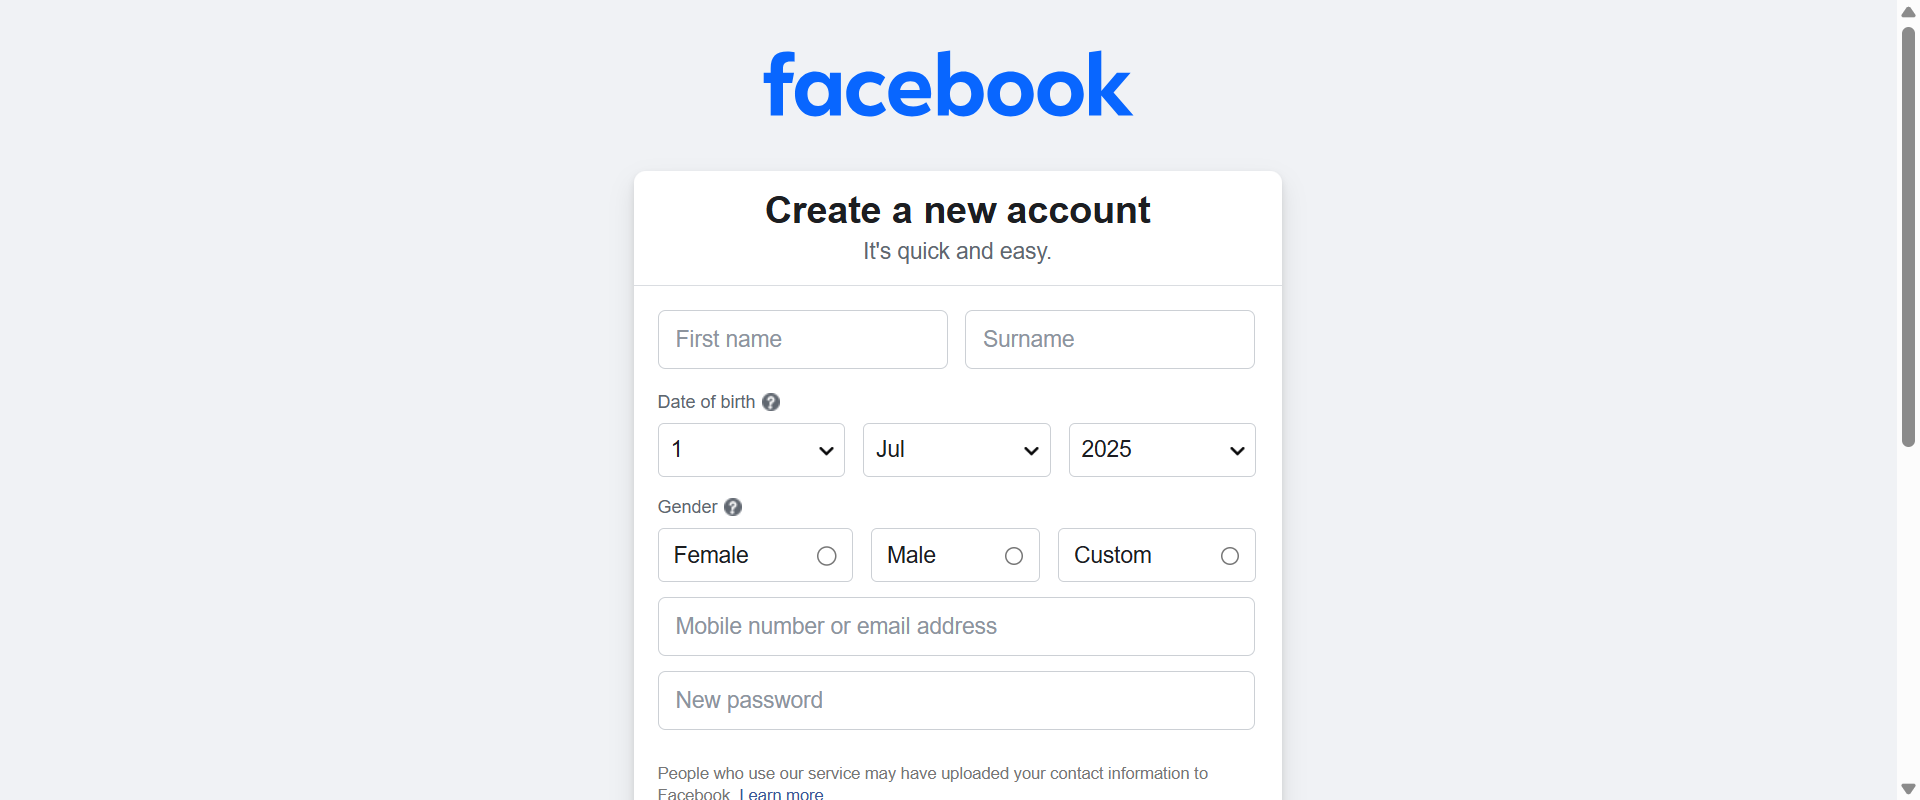 facebook
Create a new account
It's quick and easy.
First name Surname
Date of birth ?
1 Jul 2025
Gender ?
Female Male Custom
Mobile number or email address
New password
People who use our service may have uploaded your contact information to
Facebook. Learn more